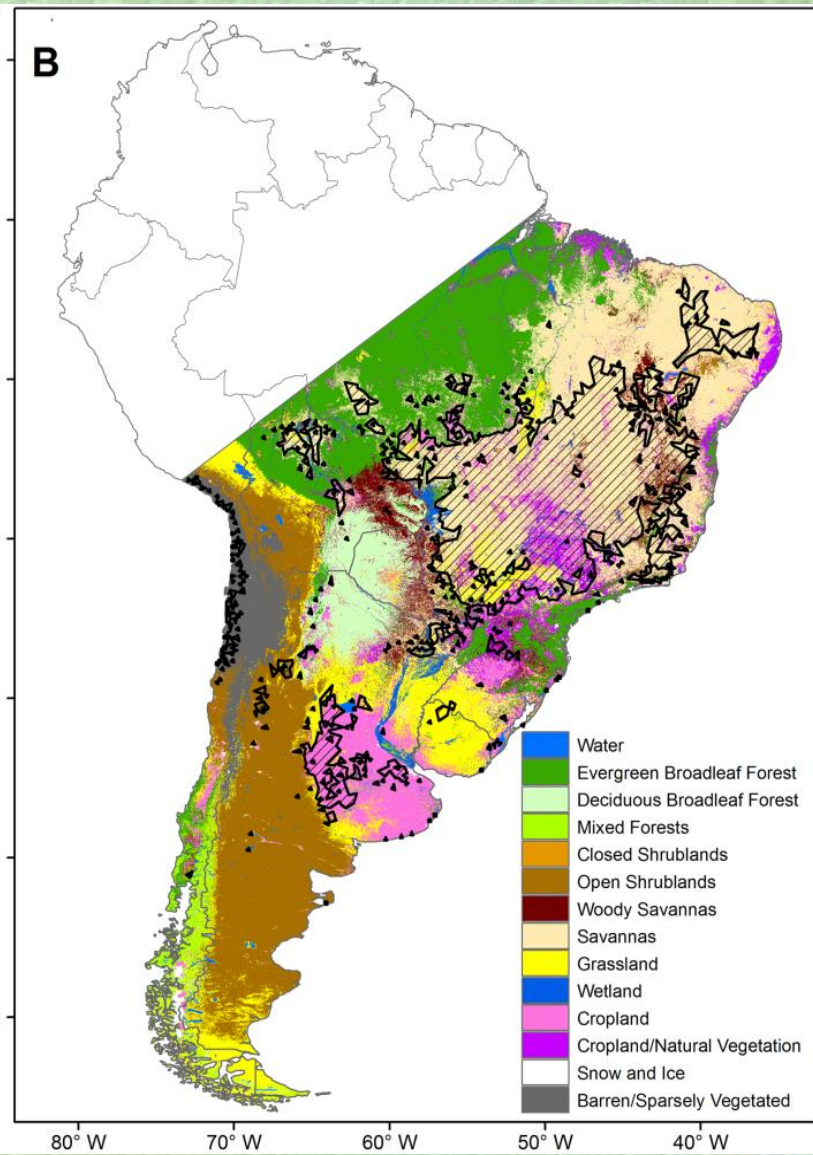 B
Water
Evergreen Broadleaf Forest
Deciduous Broadleaf Forest
Mixed Forests
Closed Shrublands
Open Shrublands
Woody Savannas
Savannas
Grassland
Wetland
Cropland
Cropland/Natural Vegetation
Snow and Ice
Barren/Sparsely Vegetated
80° W 70° W 60° W 50° W 40° W